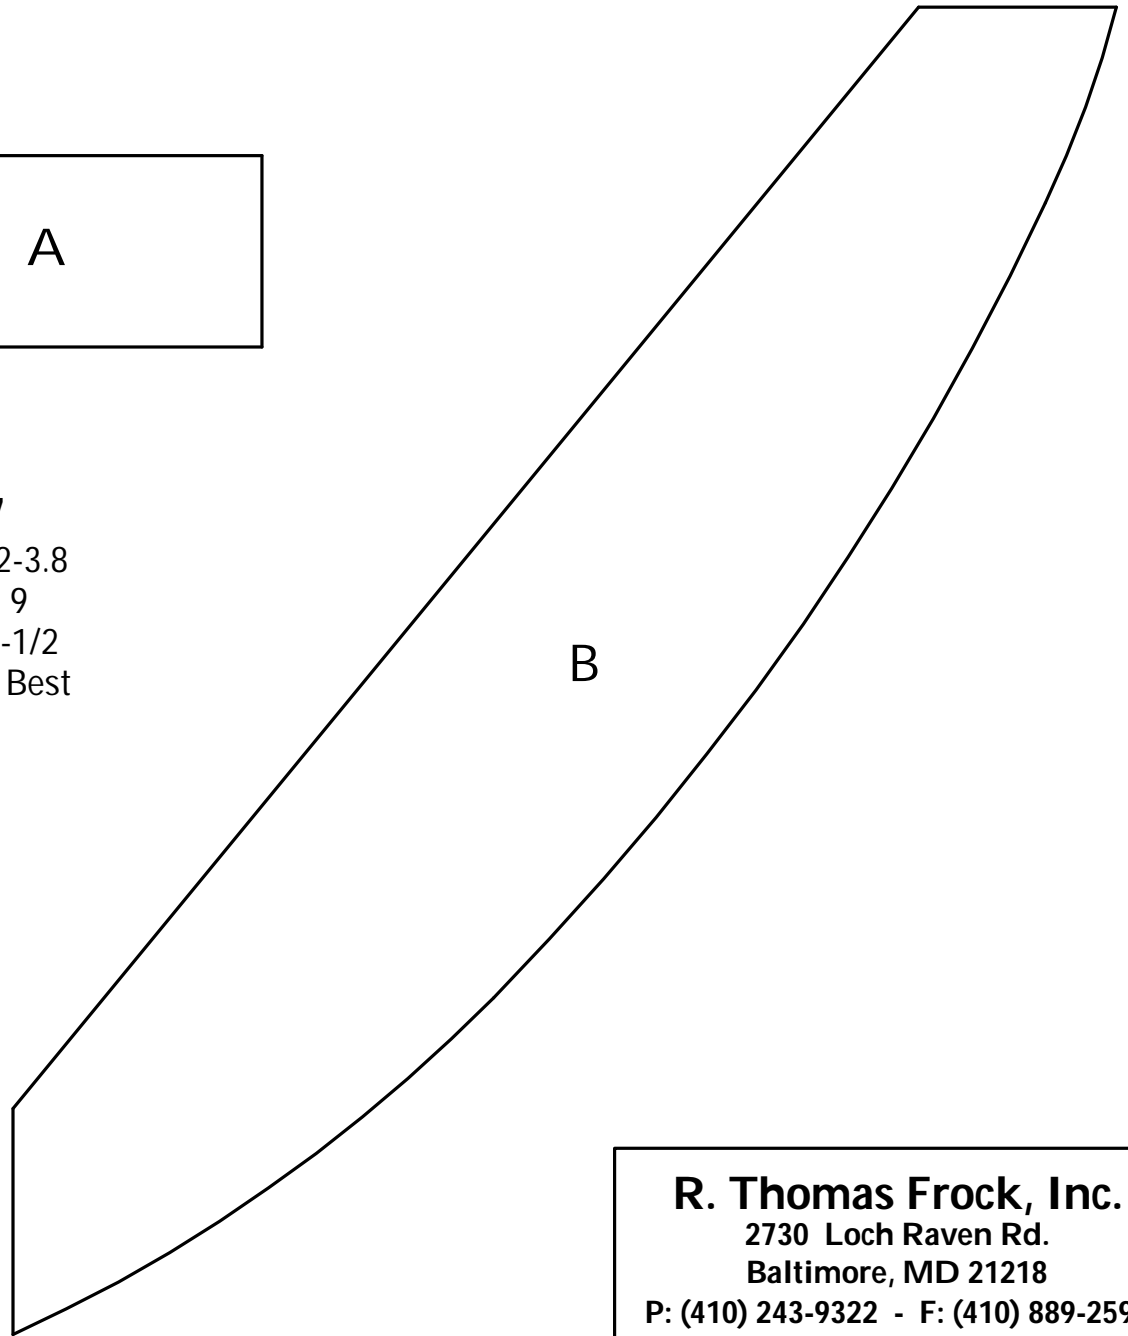 A
2-3.8
9
-1/2
Best
B
R. Thomas Frock, Inc.
2730 Loch Raven Rd.
Baltimore, MD 21218
P: (410) 243-9322 - F: (410) 889-259